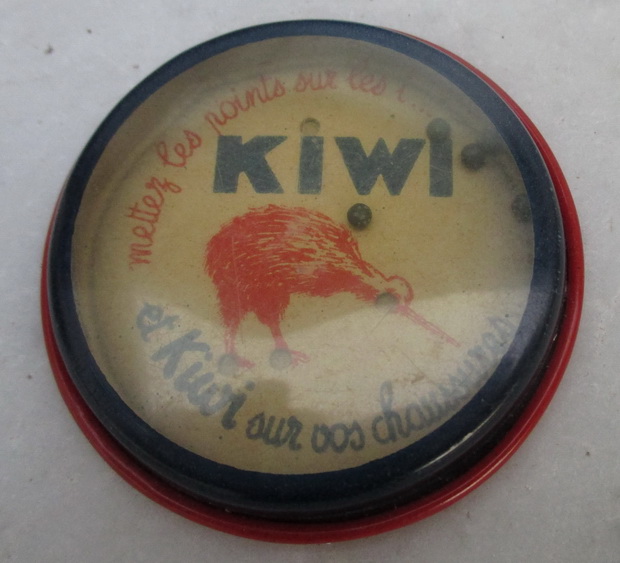 mettez les points sur les i...
KIWI
et Kiwi sur vos chaussures